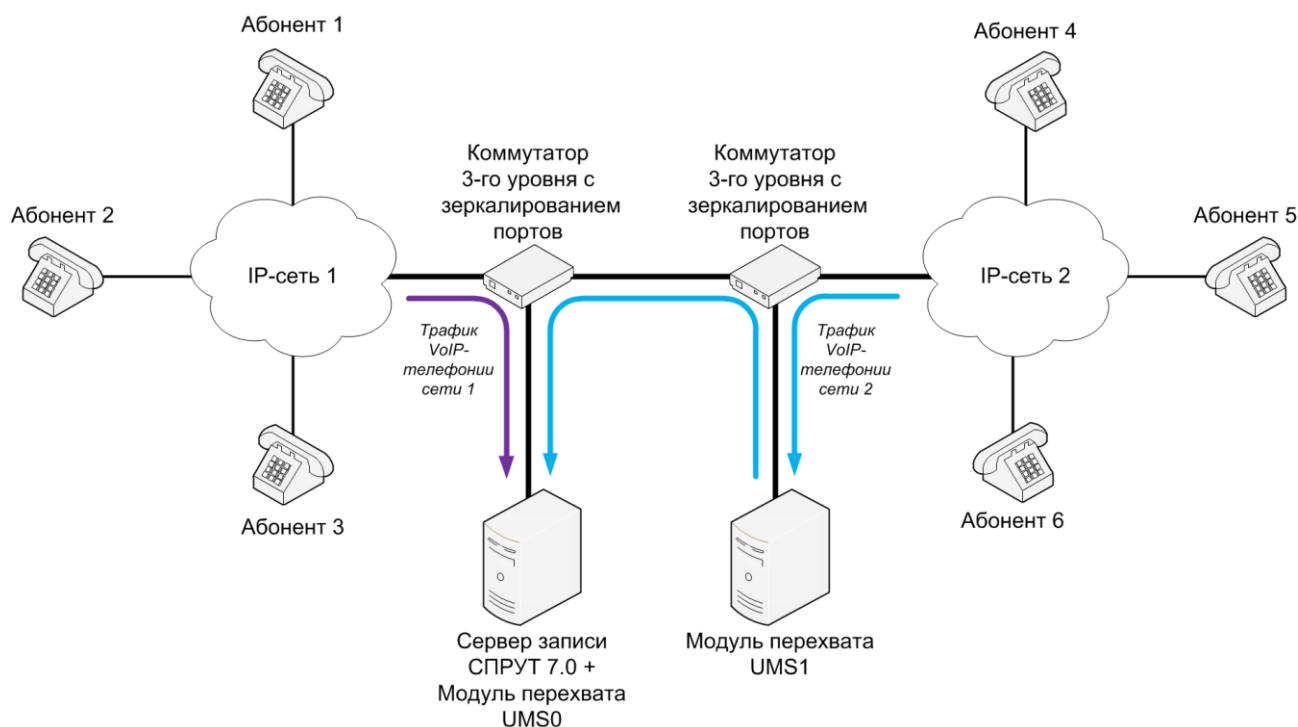 Абонент 1
Абонент 4
Коммутатор
3-го уровня с
зеркалированием
портов
Коммутатор
3-го уровня с
зеркалированием
портов
Абонент 2
Абонент 5
IP-сеть 1
IP-сеть 2
Трафик
VoIP-
телефонии
сети 1
Трафик
VoIP-
телефонии
сети 2
Абонент 3
Абонент 6
Сервер записи
СПРУТ 7.0 +
Модуль перехвата
UMS0
Модуль перехвата
UMS1